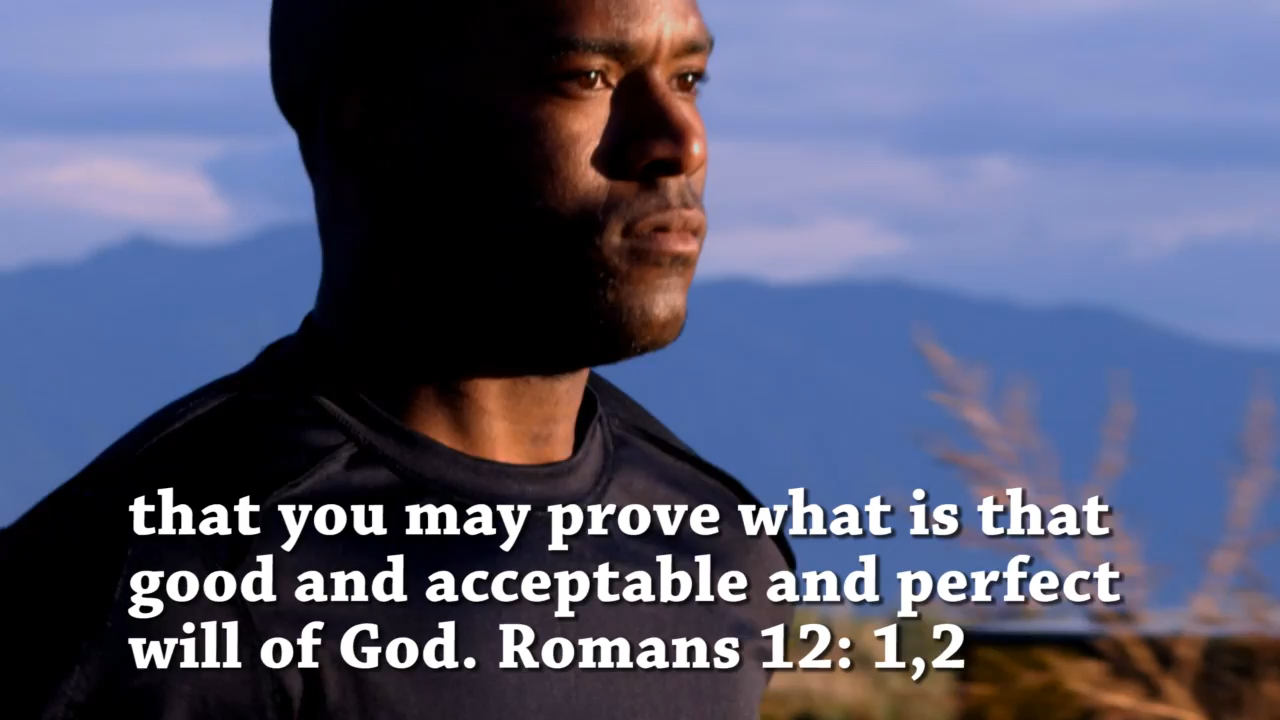 that you may prove what is that
good and acceptable and perfect
will of God. Romans 12: 1,2